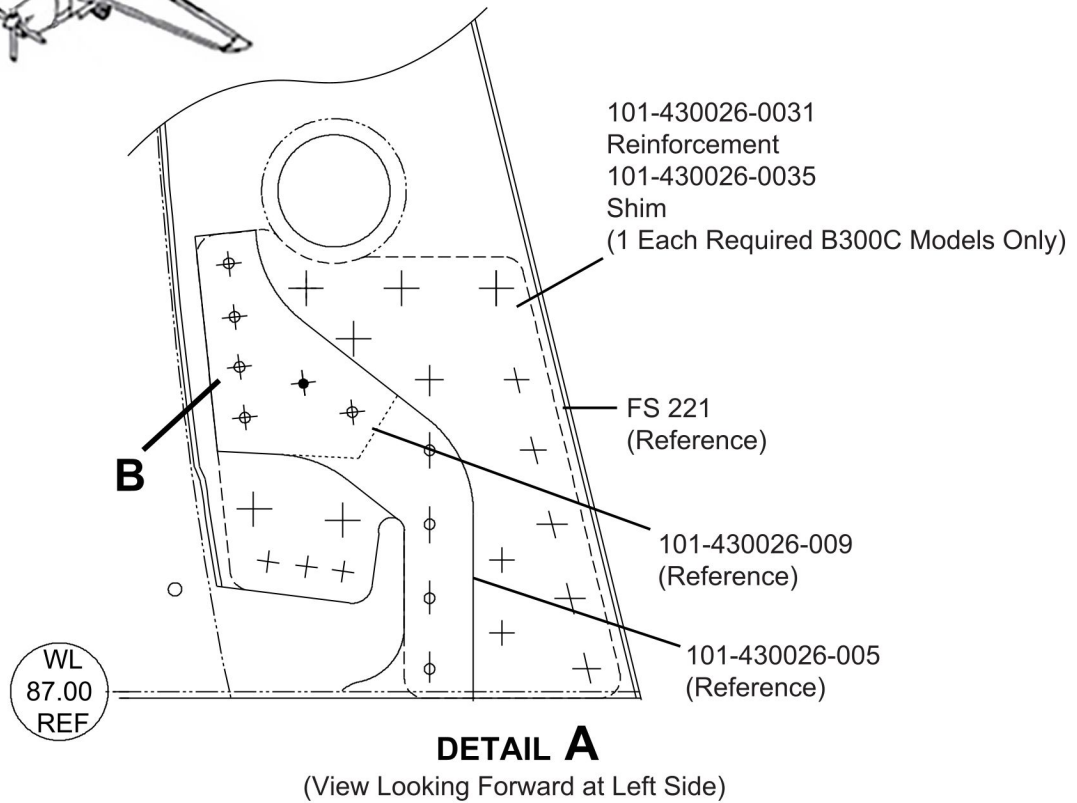 101-430026-0031
Reinforcement
101-430026-0035
Shim
(1 Each Required B300C Models Only)
FS 221
(Reference)
B
101-430026-009
(Reference)
101-430026-005
(Reference)
WL
87.00
REF
DETAIL A
(View Looking Forward at Left Side)